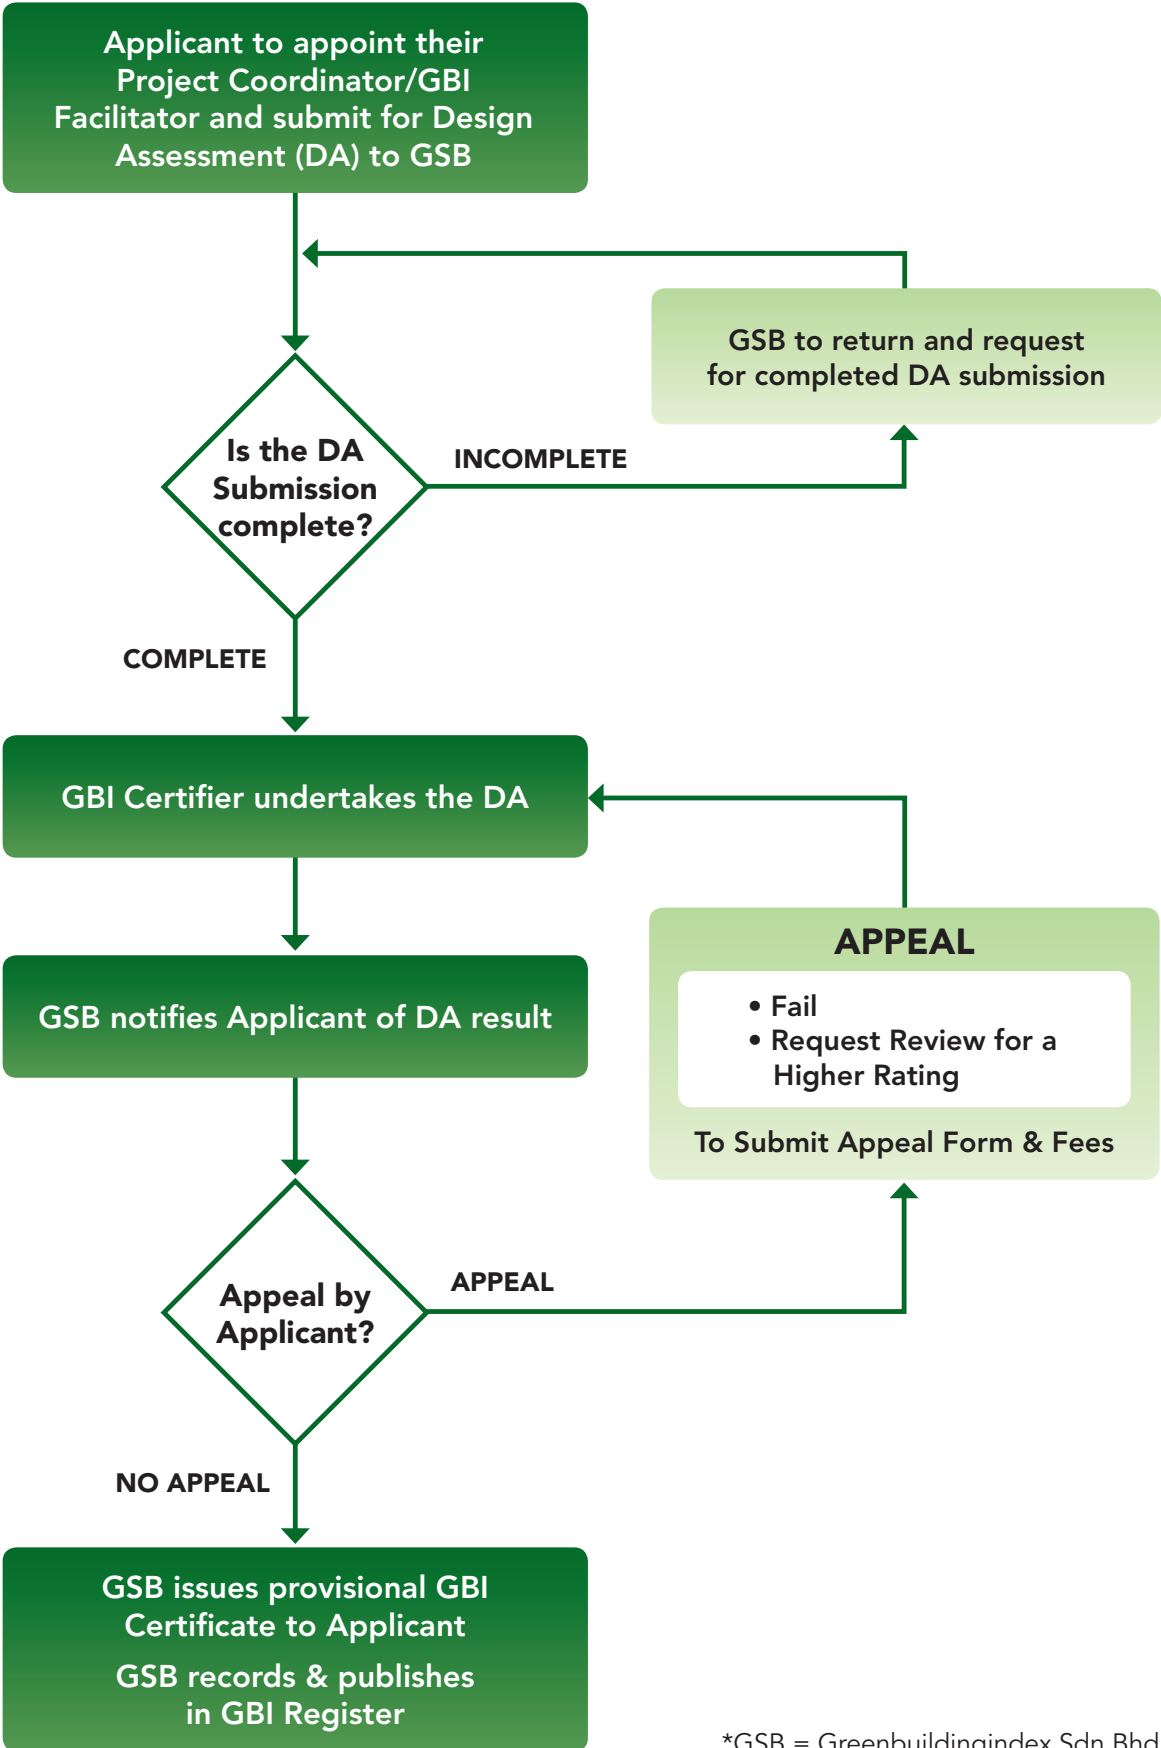 Applicant to appoint their
Project Coordinator/GBI
Facilitator and submit for Design
Assessment (DA) to GSB
GSB to return and request
for completed DA submission
Is the DA
Submission
complete?
INCOMPLETE
COMPLETE
GBI Certifier undertakes the DA
GSB notifies Applicant of DA result
APPEAL
• Fail
• Request Review for a
Higher Rating
To Submit Appeal Form & Fees
Appeal by
Applicant?
APPEAL
NO APPEAL
GSB issues provisional GBI
Certificate to Applicant
GSB records & publishes
in GBI Register
*GSB = Greenbuildingindex Sdn Bhd